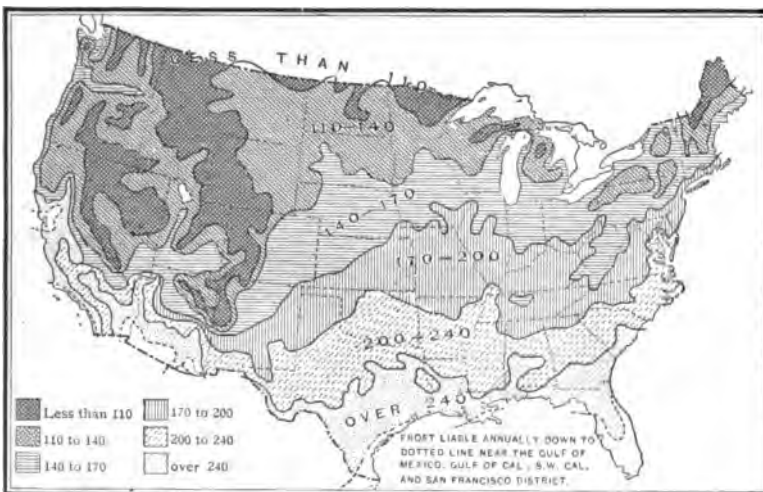 LESS THAN 110
110-140
140-170
170-200
200-240
OVER 240
Less than 110
110 to 140
140 to 170
170 to 200
200 to 240
over 240
FROST LIABLE ANNUALLY DOWN TO
DOTTED LINE NEAR THE GULF OF
MEXICO, GULF OF CAL., S.W. CAL.
AND SAN FRANCISCO DISTRICT.